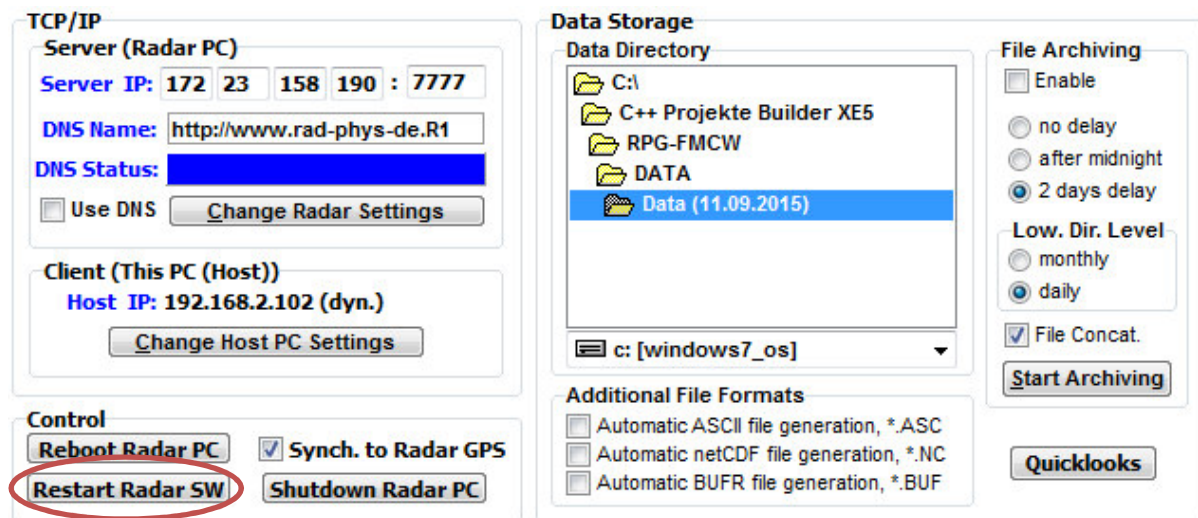 TCP/IP
Server (Radar PC)
Server IP: 172 23 158 190 : 7777
DNS Name: http://www.rad-phys-de.R1
DNS Status:
Use DNS Change Radar Settings
Client (This PC (Host))
Host IP: 192.168.2.102 (dyn.)
Change Host PC Settings
Control
Reboot Radar PC Synch. to Radar GPS
Restart Radar SW Shutdown Radar PC
Data Storage
Data Directory
C:\
C++ Projekte Builder XE5
RPG-FMCW
DATA
Data (11.09.2015)
c: [windows7_os]
Additional File Formats
Automatic ASCII file generation, *.ASC
Automatic netCDF file generation, *.NC
Automatic BUFR file generation, *.BUF
File Archiving
Enable
no delay
after midnight
2 days delay
Low. Dir. Level
monthly
daily
File Concat.
Start Archiving
Quicklooks